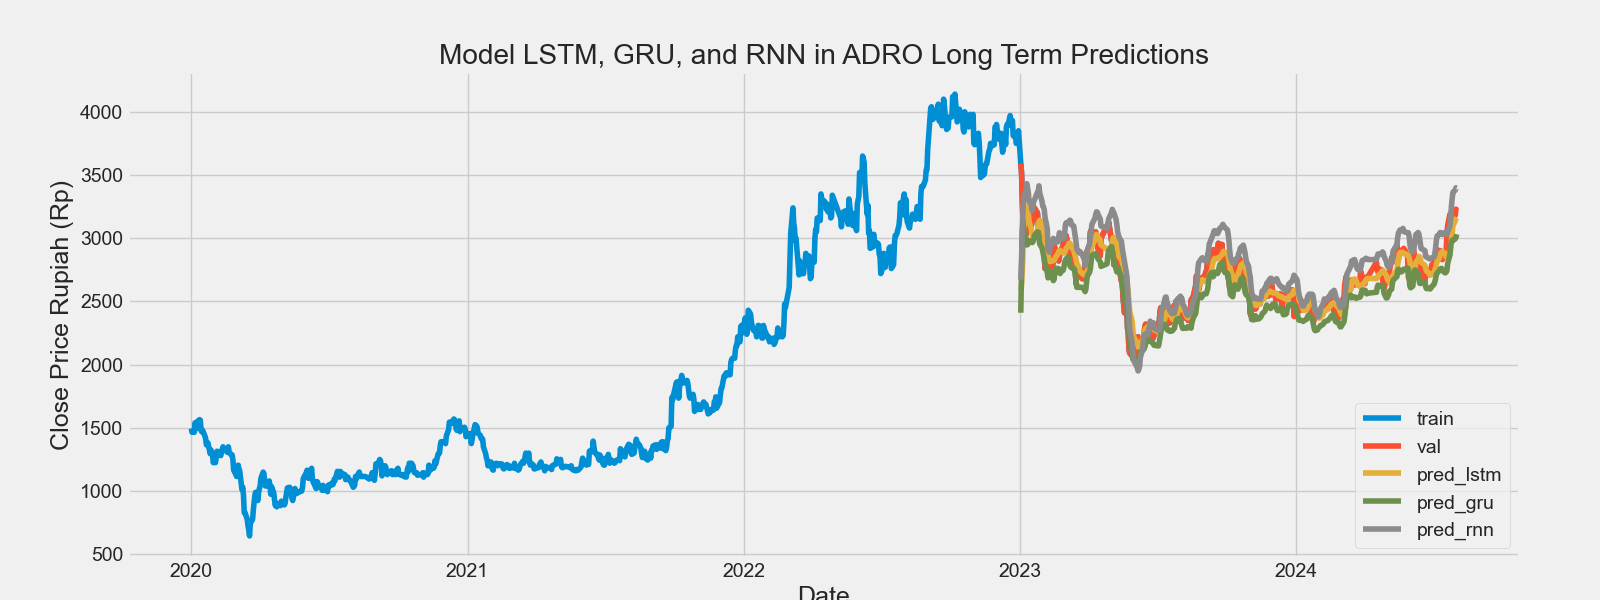 Model LSTM, GRU, and RNN in ADRO Long Term Predictions
Close Price Rupiah (Rp)
4000
3500
3000
2500
2000
1500
1000
500
2020
2021
2022
2023
2024
Date
train
val
pred_lstm
pred_gru
pred_rnn